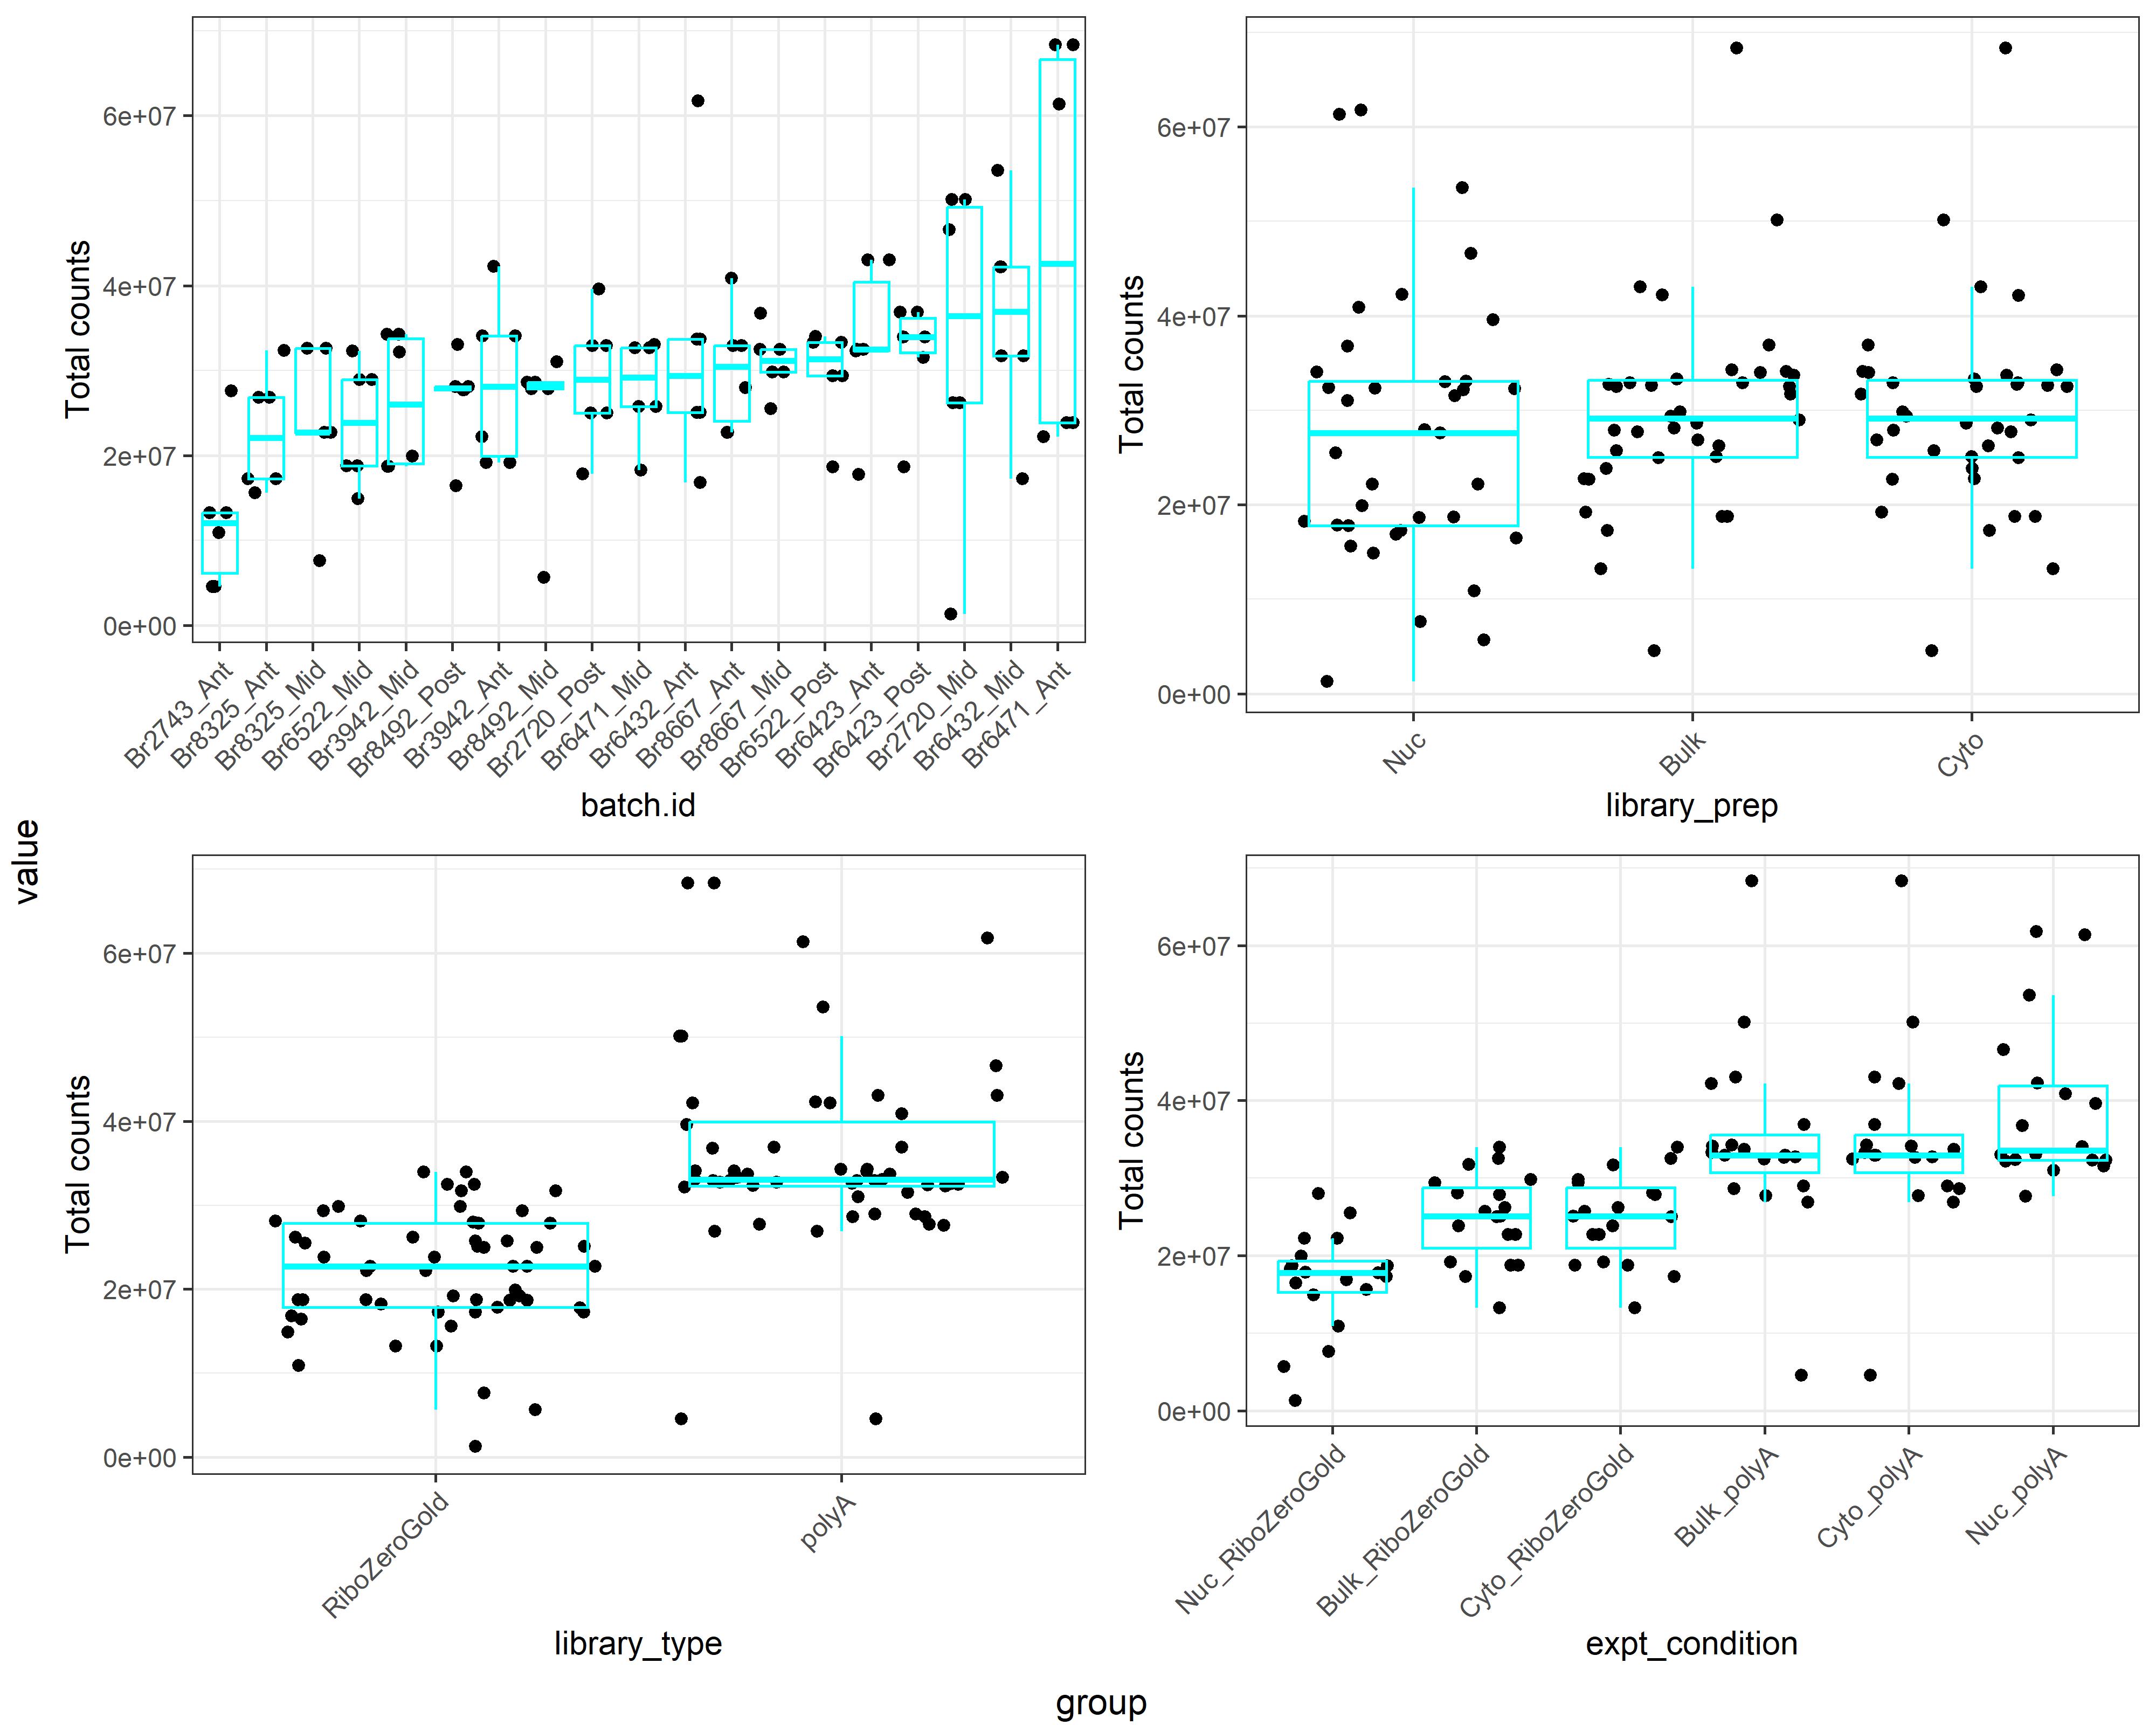 Total counts
6e+07
4e+07
2e+07
0e+00
Br2743_Ant
Br8325_Ant
Br8325_Mid
Br6522_Mid
Br3942_Mid
Br8492_Post
Br3942_Ant
Br8492_Mid
Br2720_Post
Br6471_Mid
Br6432_Ant
Br8667_Ant
Br8667_Mid
Br6522_Post
Br6423_Ant
Br6423_Post
Br2720_Mid
Br6432_Mid
Br6471_Ant
batch.id
Total counts
6e+07
4e+07
2e+07
0e+00
Nuc
Bulk
Cyto
library_prep
value
Total counts
6e+07
4e+07
2e+07
0e+00
RiboZeroGold
polyA
library_type
Total counts
6e+07
4e+07
2e+07
0e+00
Nuc_RiboZeroGold
Bulk_RiboZeroGold
Cyto_RiboZeroGold
Bulk_polyA
Cyto_polyA
Nuc_polyA
expt_condition
group